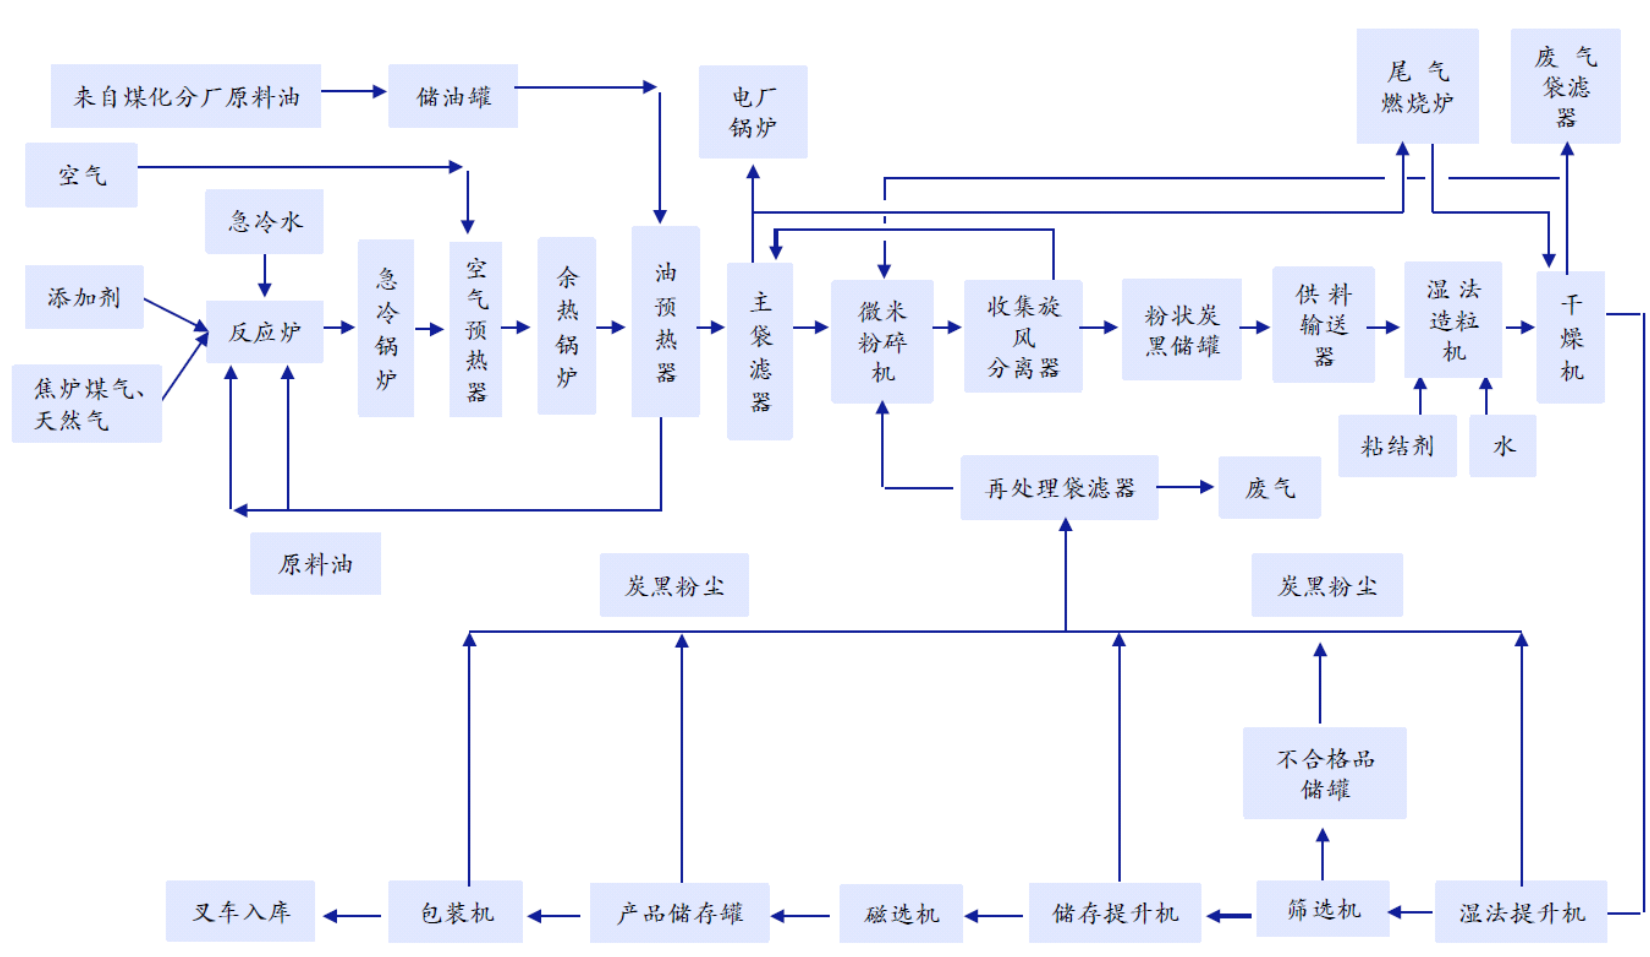 来自煤化分厂原料油
储油罐
电厂
锅炉
尾 气
燃烧炉
废 气
袋滤
器
空气
急冷水
添加剂
反应炉
焦炉煤气、
天然气
急
冷
锅
炉
空
气
预
热
器
余
热
锅
炉
油
预
热
器
主
袋
滤
器
微米
粉碎
机
收集旋
风
分离器
粉状炭
黑储罐
供 料
输送
器
湿 法
造粒
机
干
燥
机
粘结剂
水
再处理袋滤器
废气
原料油
炭黑粉尘
炭黑粉尘
不合格品
储罐
叉车入库
包装机
产品储存罐
磁选机
储存提升机
筛选机
湿法提升机